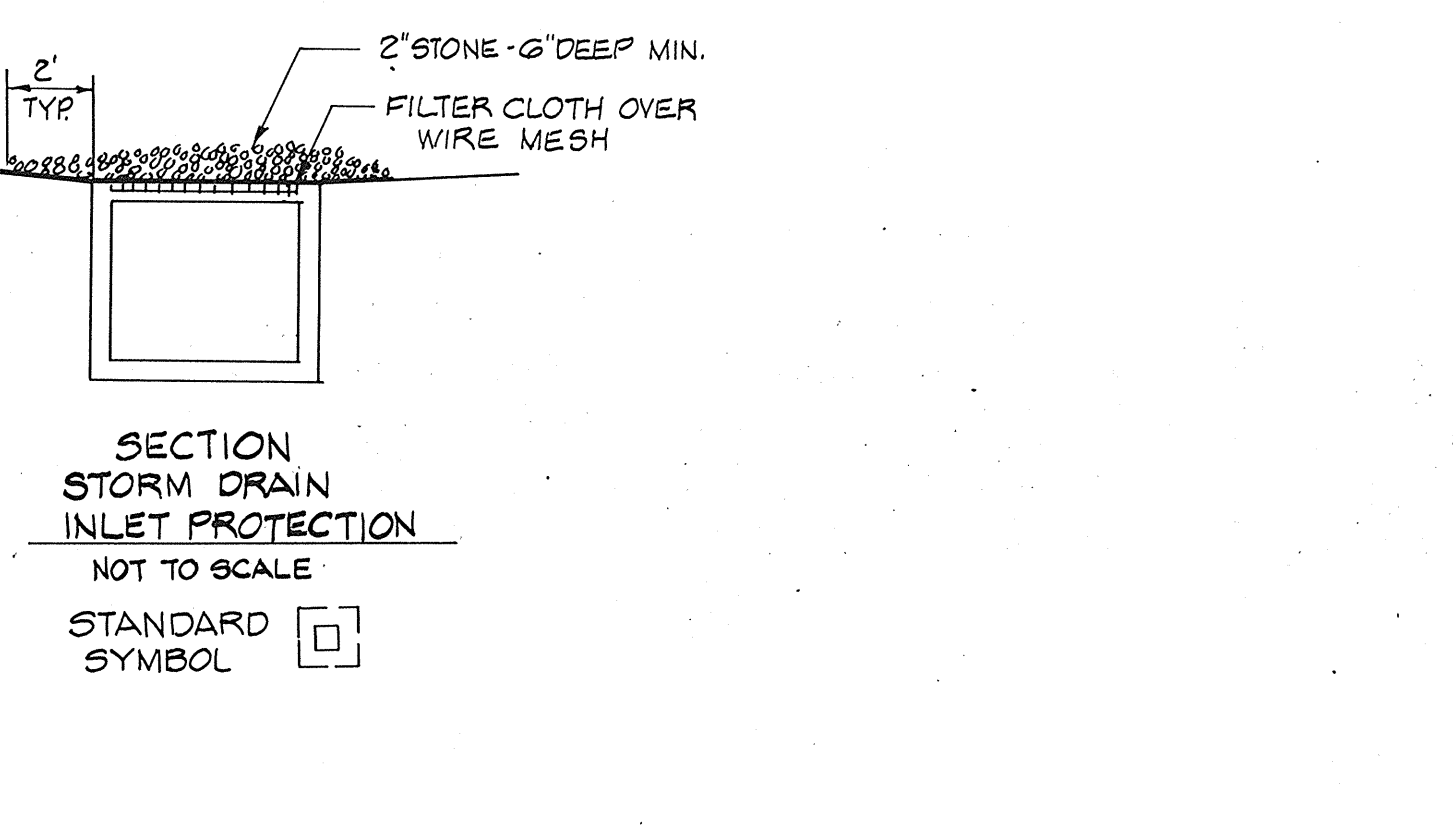 2"STONE-6"DEEP MIN.
2'
TYP.
FILTER CLOTH OVER
WIRE MESH
SECTION
STORM DRAIN
INLET PROTECTION
NOT TO SCALE
STANDARD
SYMBOL